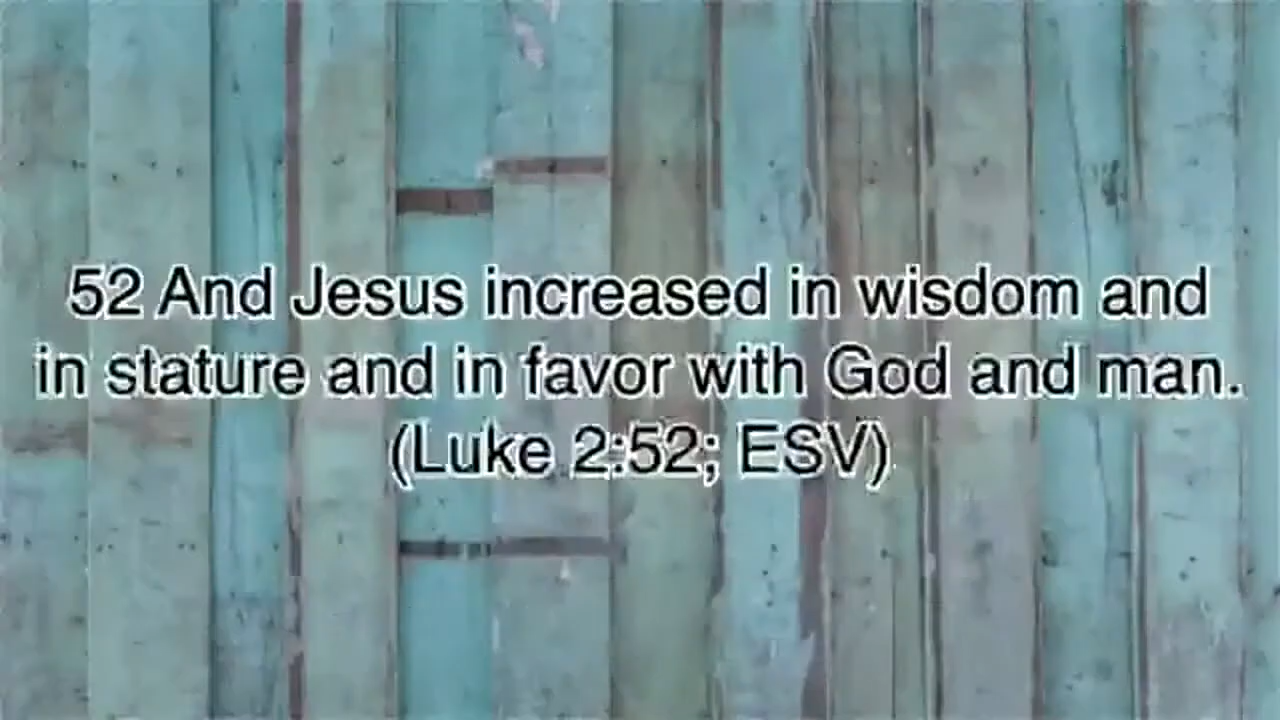 52 And Jesus increased in wisdom and
in stature and in favor with God and man.
(Luke 2:52; ESV)